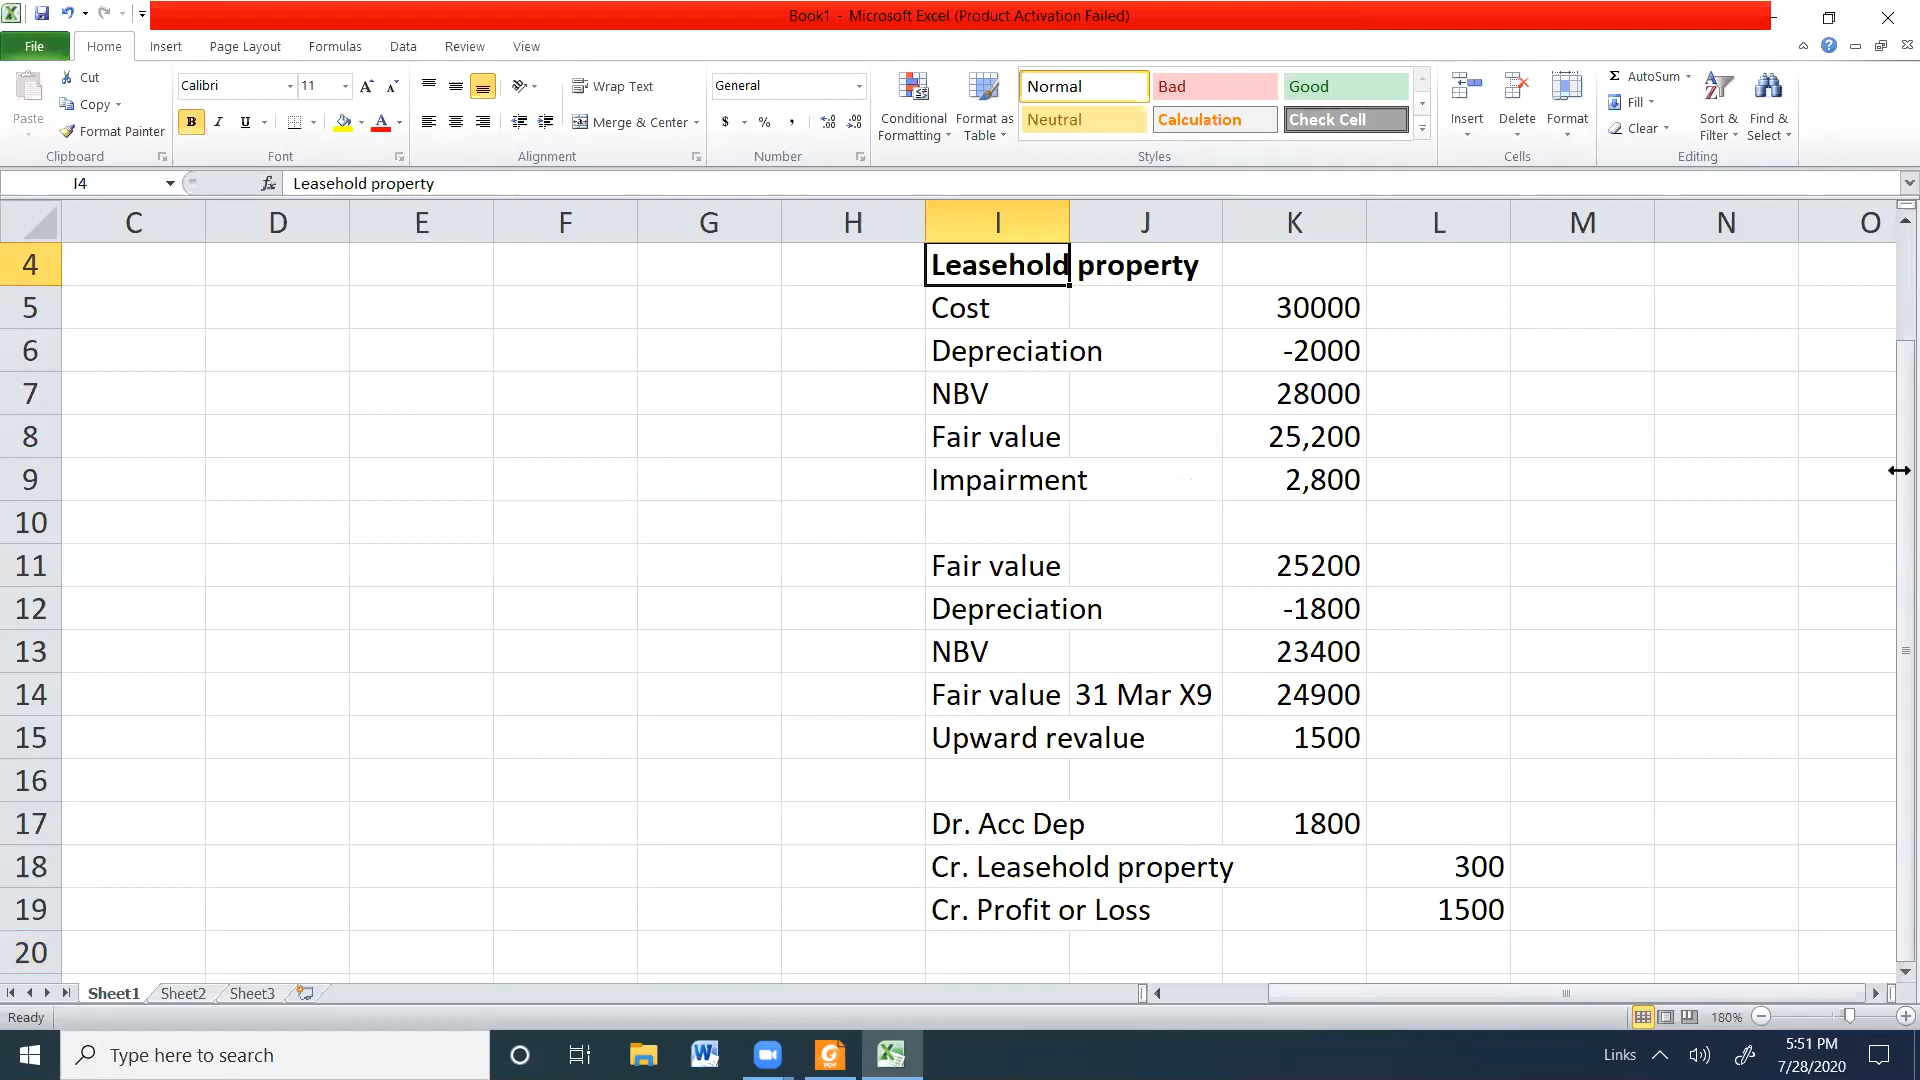 Book1 - Microsoft Excel (Product Activation Failed)
File Home Insert Page Layout Formulas Data Review View
Paste
Cut
Copy
Format Painter
Clipboard
Calibri 11
B I U
Font
Wrap Text
Merge & Center
Alignment
General
$ % ,
Number
Conditional Formatting
Format as Table
Normal Bad Good
Neutral Calculation Check Cell
Styles
Insert Delete Format
Cells
Σ AutoSum
Fill
Clear
Sort & Filter
Find & Select
Editing
I4 fx Leasehold property
C D E F G H I J K L M N O
4 Leasehold property
5 Cost 30000
6 Depreciation -2000
7 NBV 28000
8 Fair value 25,200
9 Impairment 2,800
10
11 Fair value 25200
12 Depreciation -1800
13 NBV 23400
14 Fair value 31 Mar X9 24900
15 Upward revalue 1500
16
17 Dr. Acc Dep 1800
18 Cr. Leasehold property 300
19 Cr. Profit or Loss 1500
20
Sheet1 Sheet2 Sheet3
Ready 180%
Type here to search
Links
5:51 PM
7/28/2020